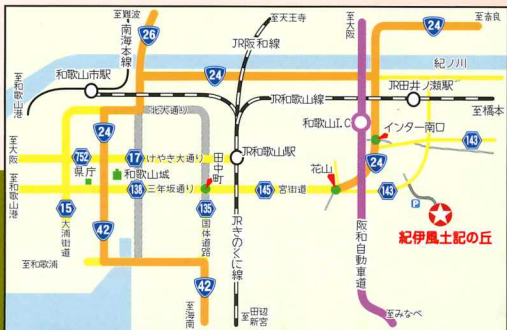 至難波
南海本線
26
至天王寺
JR阪和線
至大阪
24
至奈良
紀ノ川
24
和歌山市駅
至和歌山港
JR田井ノ瀬駅
JR和歌山線
至橋本
北大通り
和歌山I.C
インター南口
24
143
至大阪
752
県庁
17
けやき大通り
和歌山城
田中町
JR和歌山駅
花山
24
138
三年坂通り
145
宮街道
143
至和歌山港
15
大浦街道
135
国体道路
JRきのくに線
P
紀伊風土記の丘
42
阪和自動車道
至和歌浦
42
至海南
至田辺
新宮
至みなべ